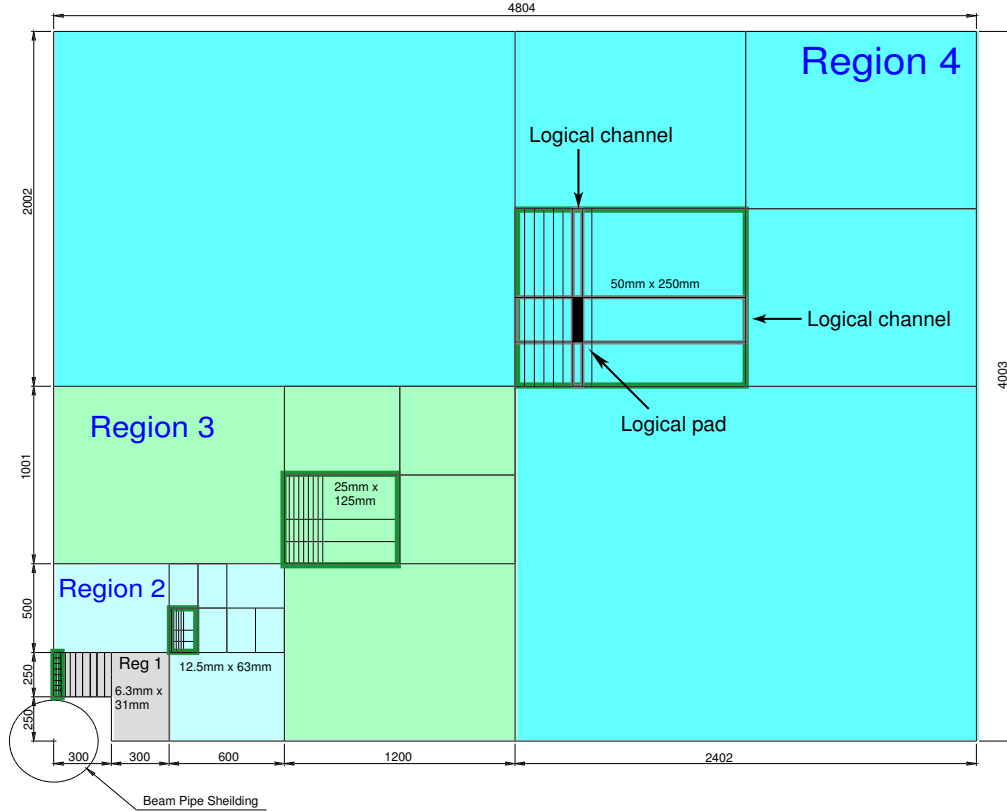 4804
Region 4
Logical channel
2002
50mm x 250mm
Logical channel
4003
Logical pad
Region 3
1001
25mm x
125mm
Region 2
500
Reg 1
12.5mm x 63mm
250
6.3mm x
31mm
250
300
300
600
1200
2402
Beam Pipe Sheilding